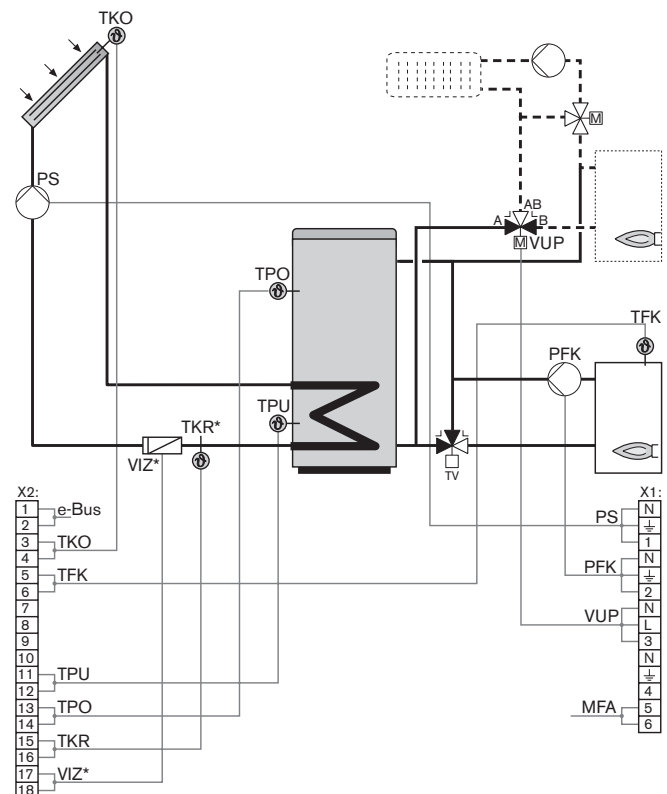 TKO
PS
AB
A
B
M
M
VUP
TPO
ϑ
TFK
PFK
TPU
TKR*
VIZ*
TV
X2:
1
2
3
4
5
6
7
8
9
10
11
12
13
14
15
16
17
18
e-Bus
TKO
TFK
TPU
TPO
TKR
VIZ*
X1:
N
1
N
2
N
L
3
N
4
5
6
PS
PFK
VUP
MFA